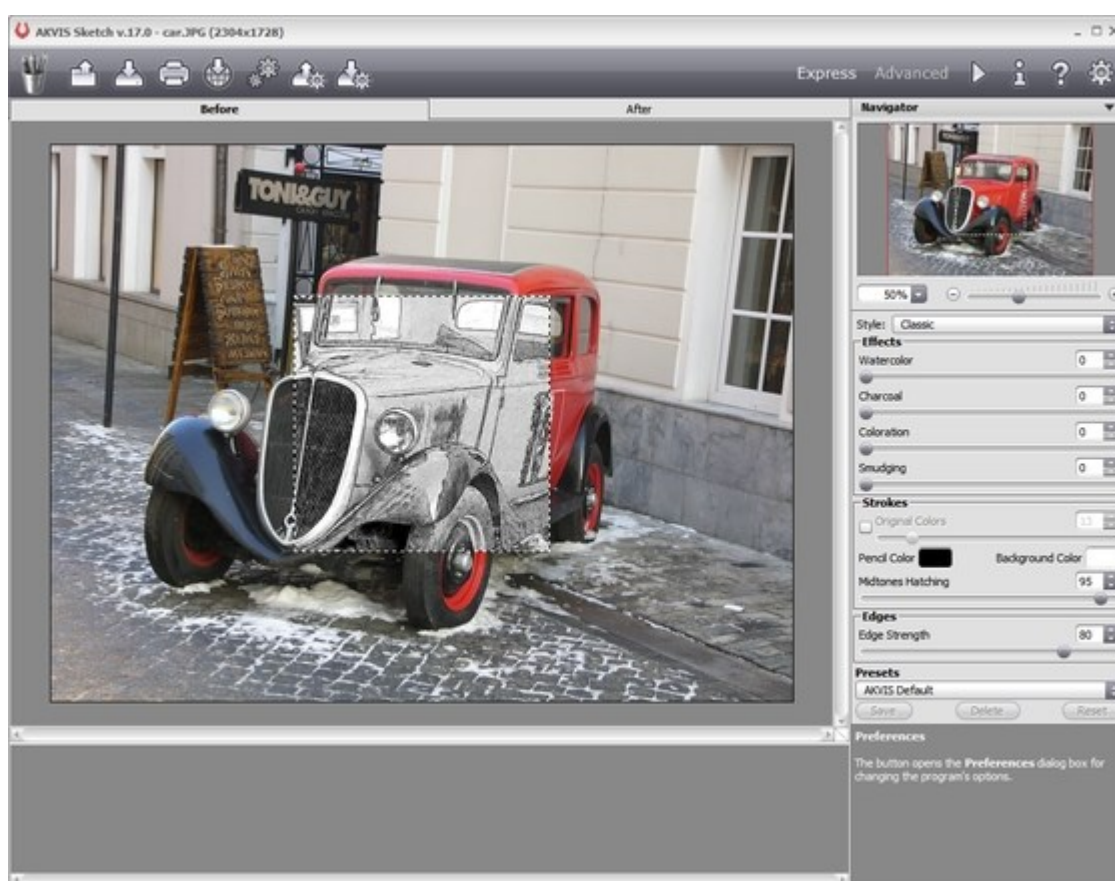 AKVIS Sketch v.17.0 - car.JPG (2304x1728)
Express Advanced
Before
After
Navigator
TONI&GUY
50%
Style: Classic
Effects
Watercolor 0
Charcoal 0
Coloration 0
Smudging 0
Strokes
Original Colors 13
Pencil Color
Background Color
Midtones Hatching 95
Edges
Edge Strength 80
Presets
AKVIS Default
Save Delete Reset
Preferences
The button opens the Preferences dialog box for
changing the program's options.